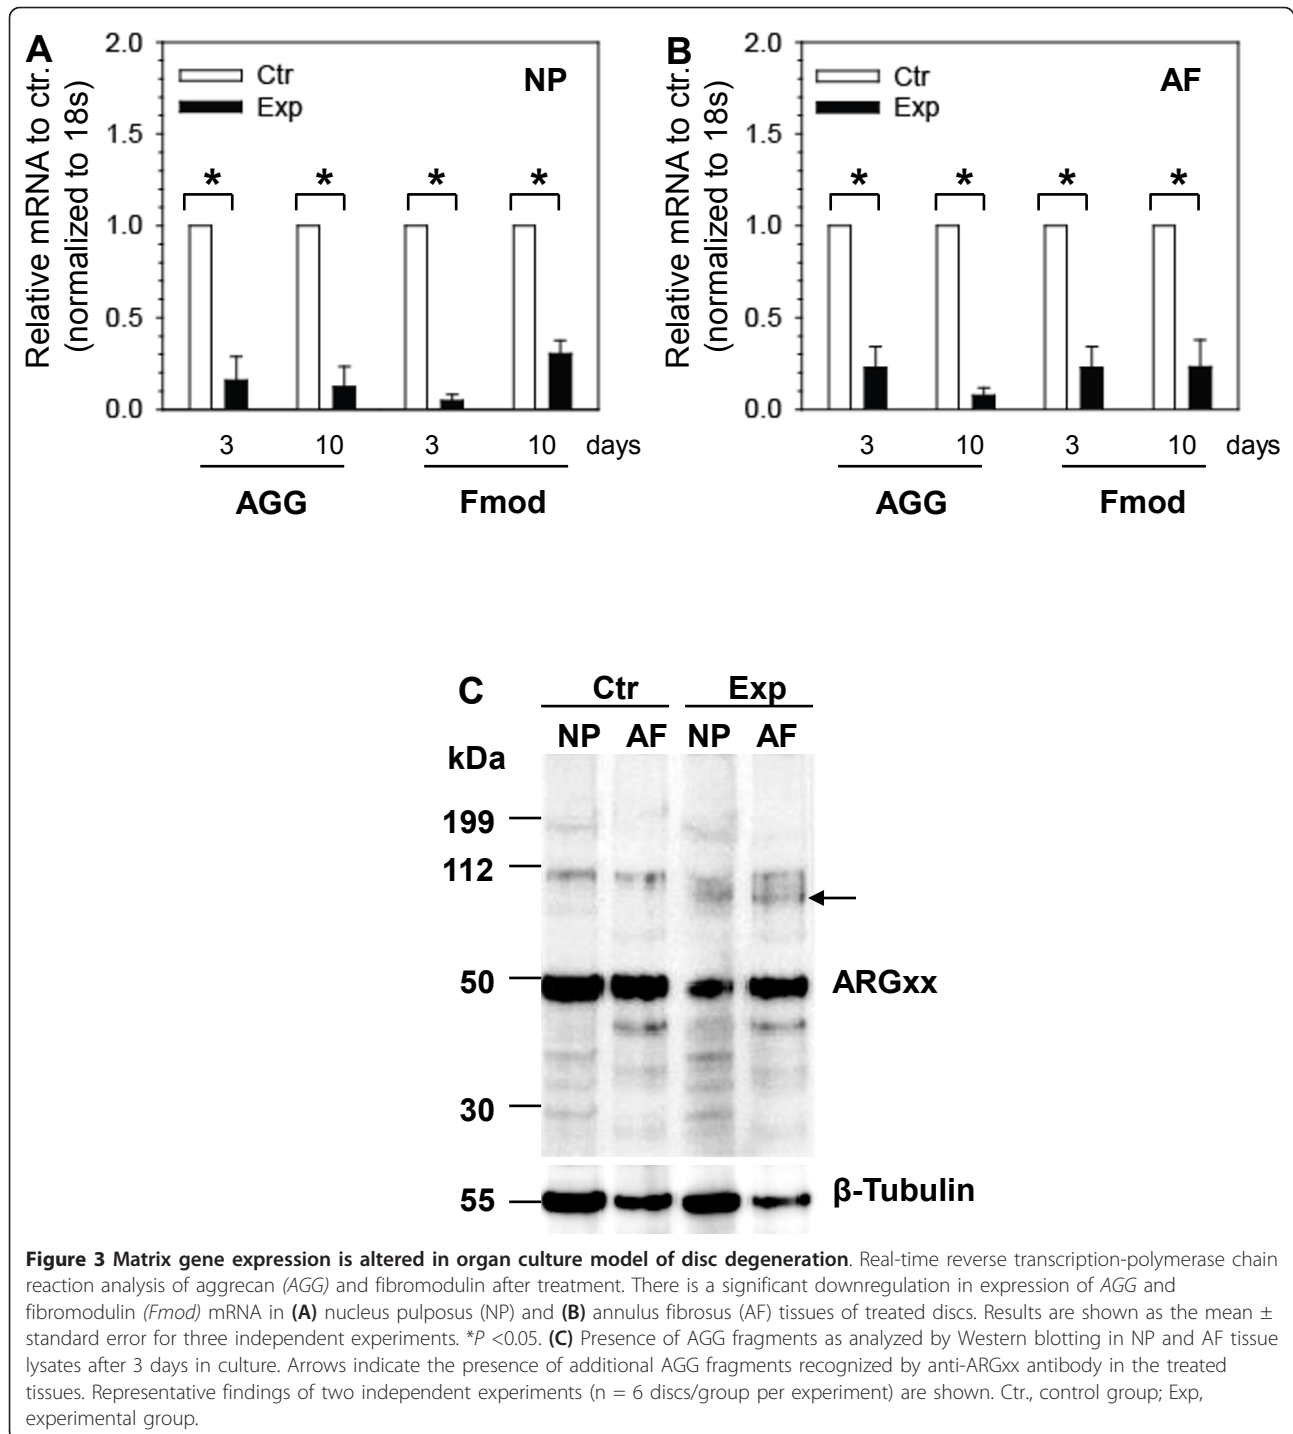 A
Relative mRNA to ctr.
(normalized to 18s)
2.0
1.5
1.0
0.5
0.0
Ctr
Exp
NP
* * * *
3 10 3 10 days
AGG Fmod
B
Relative mRNA to ctr.
(normalized to 18s)
2.0
1.5
1.0
0.5
0.0
Ctr
Exp
AF
* * * *
3 10 3 10 days
AGG Fmod
C
Ctr Exp
NP AF NP AF
kDa
199
112
50
ARGxx
30
55
β-Tubulin
Figure 3 Matrix gene expression is altered in organ culture model of disc degeneration. Real-time reverse transcription-polymerase chain
reaction analysis of aggrecan (AGG) and fibromodulin after treatment. There is a significant downregulation in expression of AGG and
fibromodulin (Fmod) mRNA in (A) nucleus pulposus (NP) and (B) annulus fibrosus (AF) tissues of treated discs. Results are shown as the mean ±
standard error for three independent experiments. *P <0.05. (C) Presence of AGG fragments as analyzed by Western blotting in NP and AF tissue
lysates after 3 days in culture. Arrows indicate the presence of additional AGG fragments recognized by anti-ARGxx antibody in the treated
tissues. Representative findings of two independent experiments (n = 6 discs/group per experiment) are shown. Ctr., control group; Exp,
experimental group.